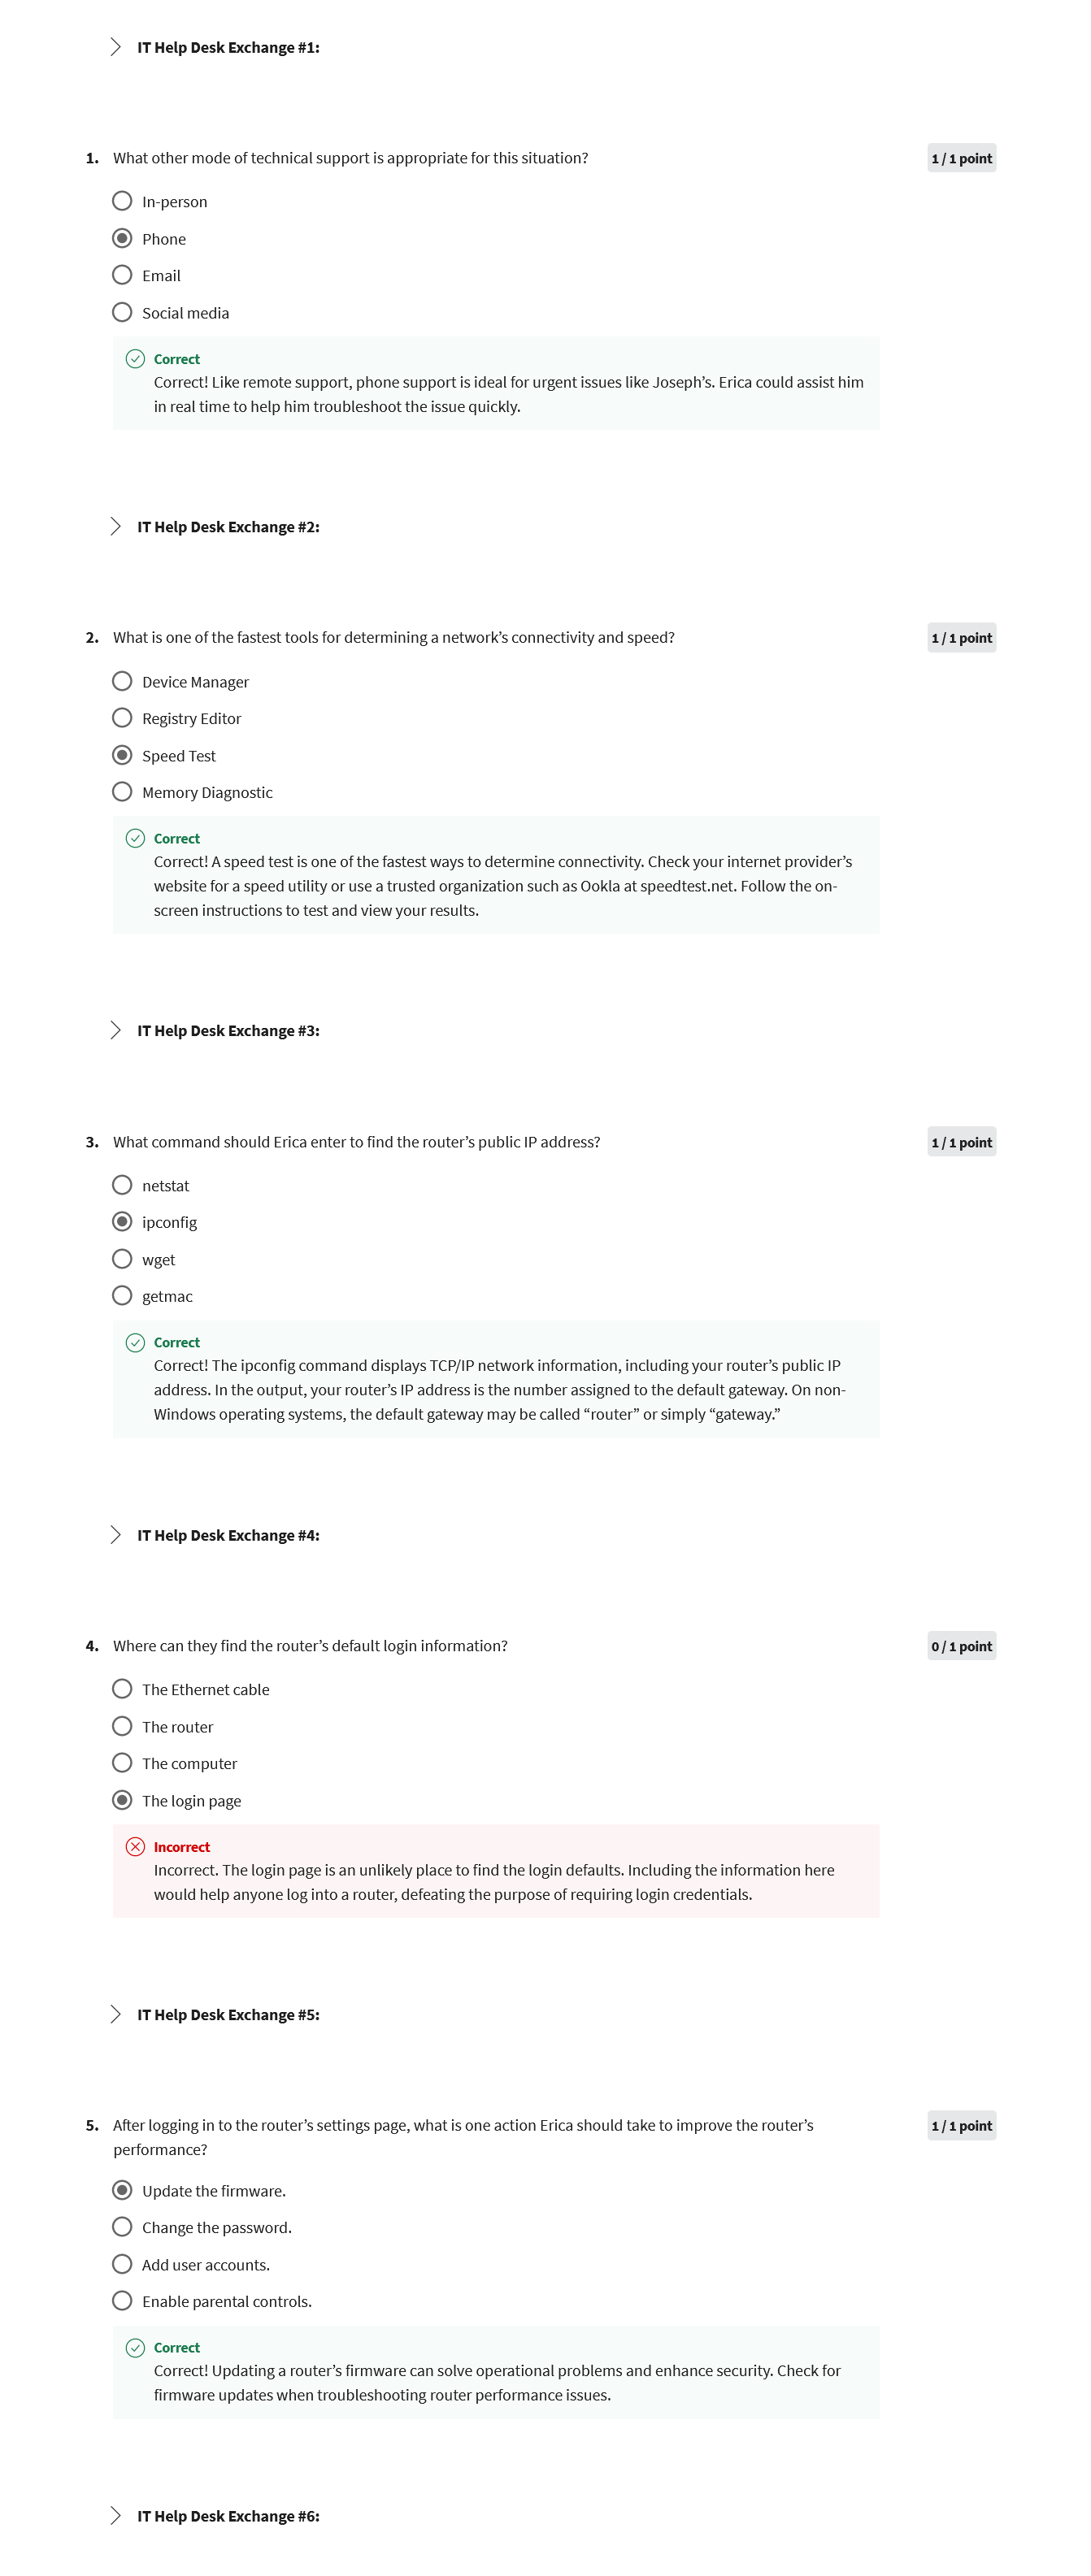 IT Help Desk Exchange #1:
1. What other mode of technical support is appropriate for this situation?
1 / 1 point
In-person
Phone
Email
Social media
Correct
Correct! Like remote support, phone support is ideal for urgent issues like Joseph’s. Erica could assist him
in real time to help him troubleshoot the issue quickly.
IT Help Desk Exchange #2:
2. What is one of the fastest tools for determining a network’s connectivity and speed?
1 / 1 point
Device Manager
Registry Editor
Speed Test
Memory Diagnostic
Correct
Correct! A speed test is one of the fastest ways to determine connectivity. Check your internet provider’s
website for a speed utility or use a trusted organization such as Ookla at speedtest.net. Follow the on-
screen instructions to test and view your results.
IT Help Desk Exchange #3:
3. What command should Erica enter to find the router’s public IP address?
1 / 1 point
netstat
ipconfig
wget
getmac
Correct
Correct! The ipconfig command displays TCP/IP network information, including your router’s public IP
address. In the output, your router’s IP address is the number assigned to the default gateway. On non-
Windows operating systems, the default gateway may be called “router” or simply “gateway.”
IT Help Desk Exchange #4:
4. Where can they find the router’s default login information?
0 / 1 point
The Ethernet cable
The router
The computer
The login page
Incorrect
Incorrect. The login page is an unlikely place to find the login defaults. Including the information here
would help anyone log into a router, defeating the purpose of requiring login credentials.
IT Help Desk Exchange #5:
5. After logging in to the router’s settings page, what is one action Erica should take to improve the router’s
performance?
1 / 1 point
Update the firmware.
Change the password.
Add user accounts.
Enable parental controls.
Correct
Correct! Updating a router’s firmware can solve operational problems and enhance security. Check for
firmware updates when troubleshooting router performance issues.
IT Help Desk Exchange #6: